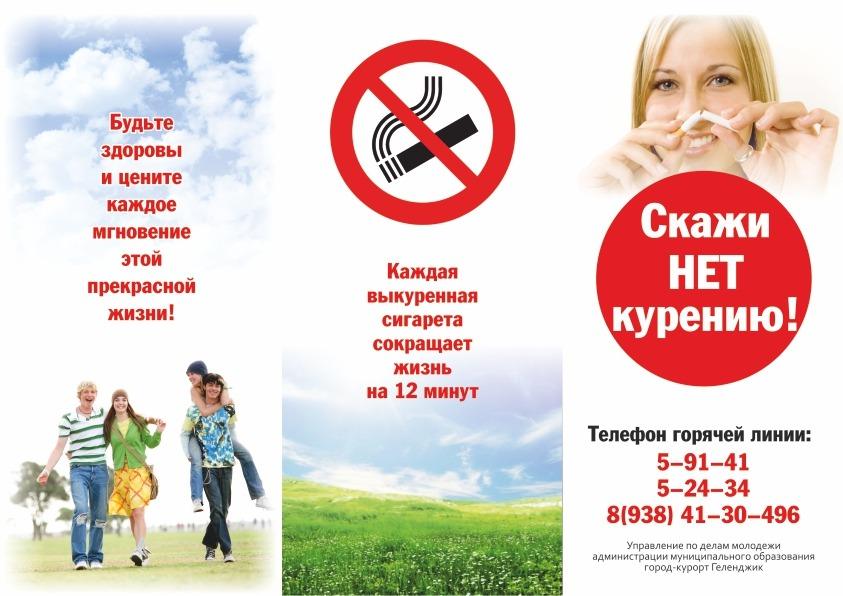 Будьте
здоровы
и цените
каждое
мгновение
этой
прекрасной
жизни!
Каждая
выкуренная
сигарета
сокращает
жизнь
на 12 минут
Скажи
НЕТ
курению!
Телефон горячей линии:
5–91–41
5–24–34
8(938) 41–30–496
Управление по делам молодежи
администрации муниципального образования
город-курорт Геленджик